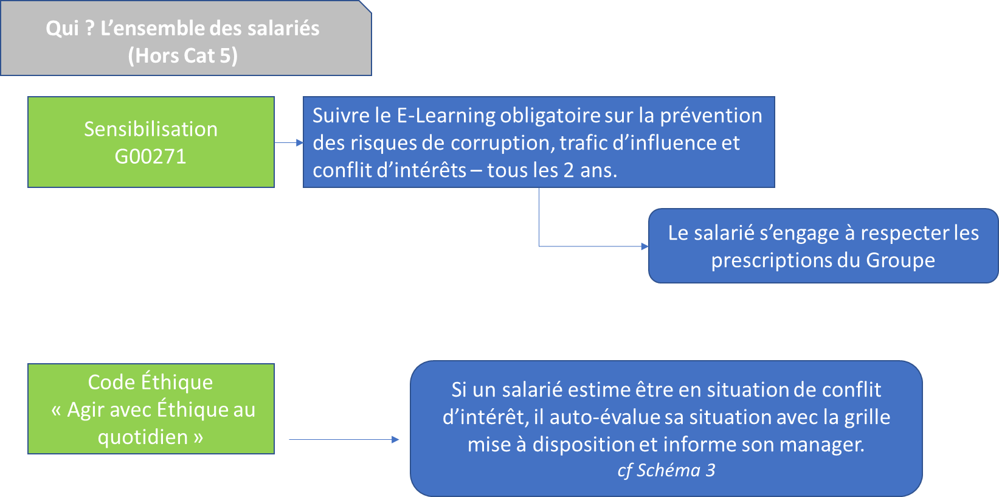 Qui ? L’ensemble des salariés
(Hors Cat 5)
Sensibilisation
G00271
Suivre le E-Learning obligatoire sur la prévention
des risques de corruption, trafic d’influence et
conflit d’intérêts – tous les 2 ans.
Le salarié s’engage à respecter les
prescriptions du Groupe
Code Éthique
« Agir avec Éthique au
quotidien »
Si un salarié estime être en situation de conflit
d’intérêt, il auto-évalue sa situation avec la grille
mise à disposition et informe son manager.
cf Schéma 3